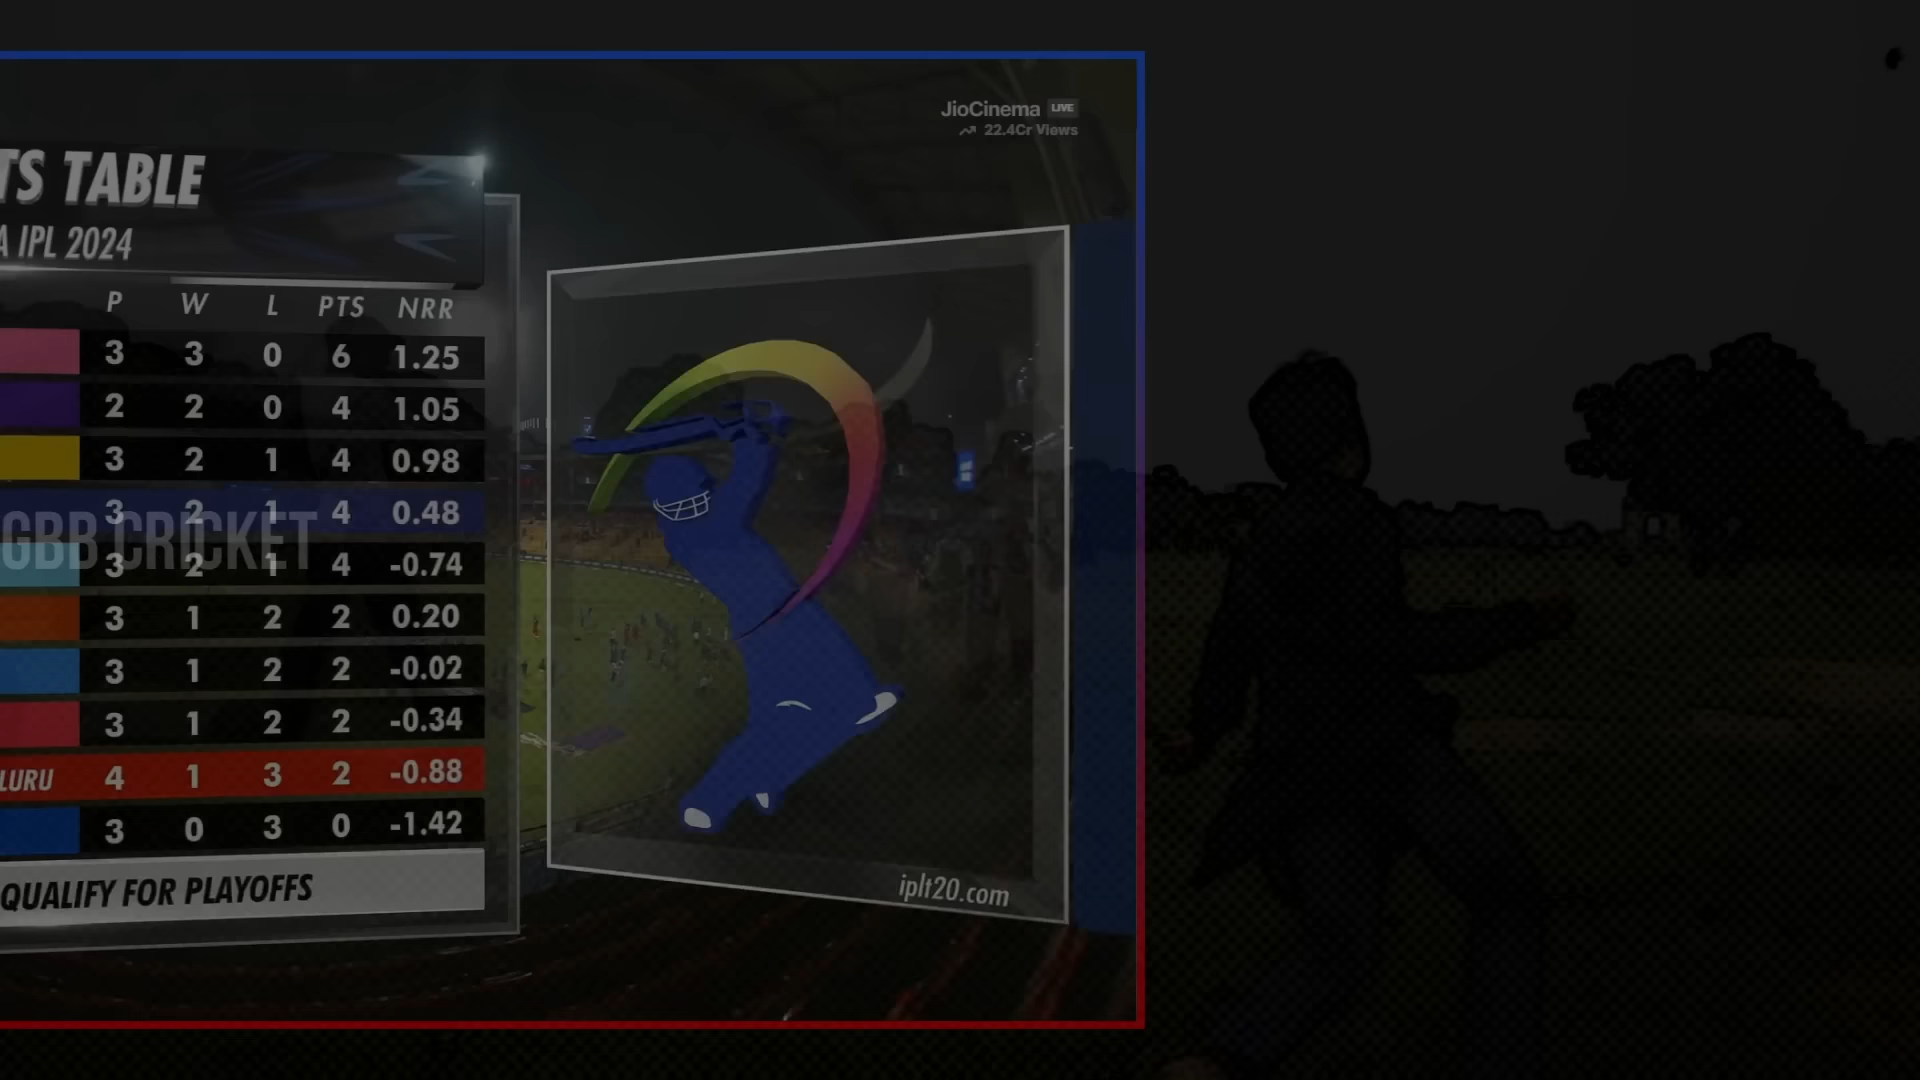 JioCinema LIVE
22.4Cr Views
TS TABLE
A IPL 2024
P W L PTS NRR
3 3 0 6 1.25
2 2 0 4 1.05
3 2 1 4 0.98
3 2 1 4 0.48
GBB CRICKET
3 2 1 4 -0.74
3 1 2 2 0.20
3 1 2 2 -0.02
3 1 2 2 -0.34
LURU 4 1 3 2 -0.88
3 0 3 0 -1.42
QUALIFY FOR PLAYOFFS
iplt20.com